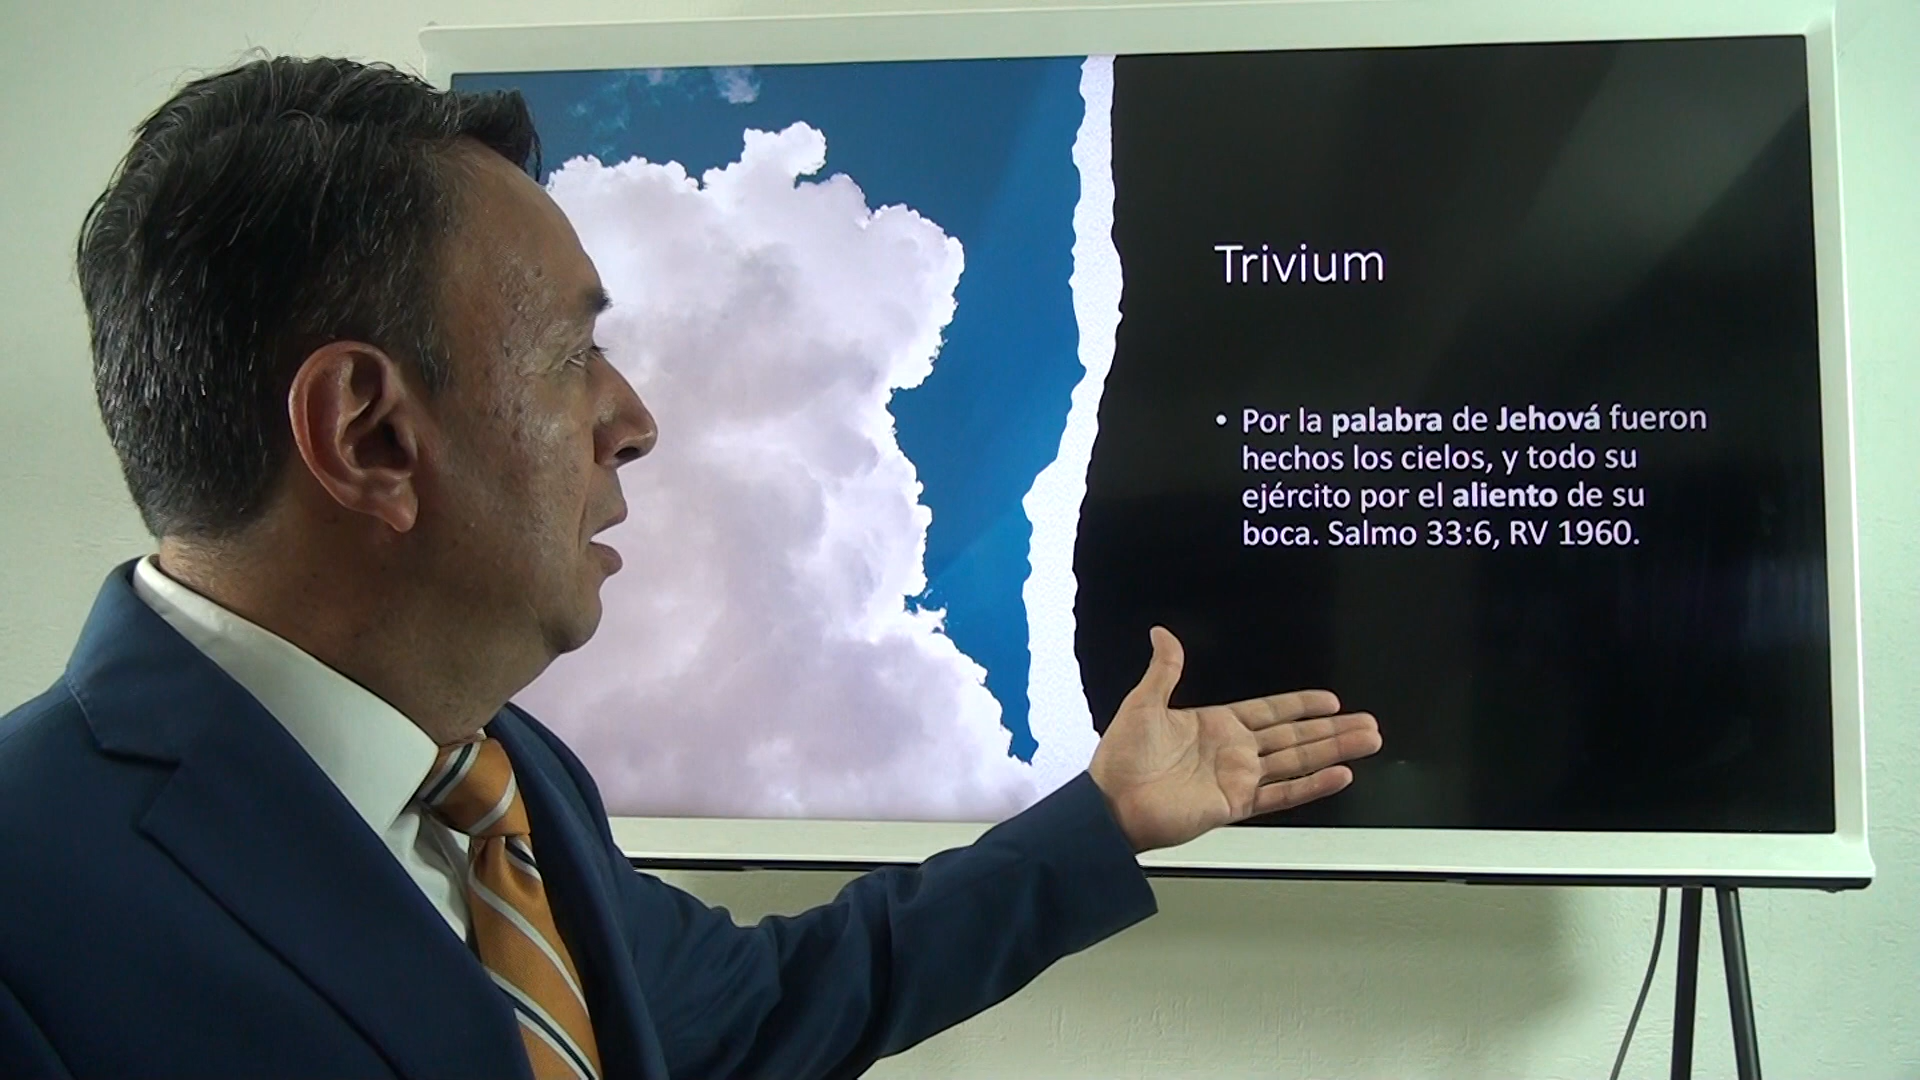 Trivium
• Por la palabra de Jehová fueron
hechos los cielos, y todo su
ejército por el aliento de su
boca. Salmo 33:6, RV 1960.